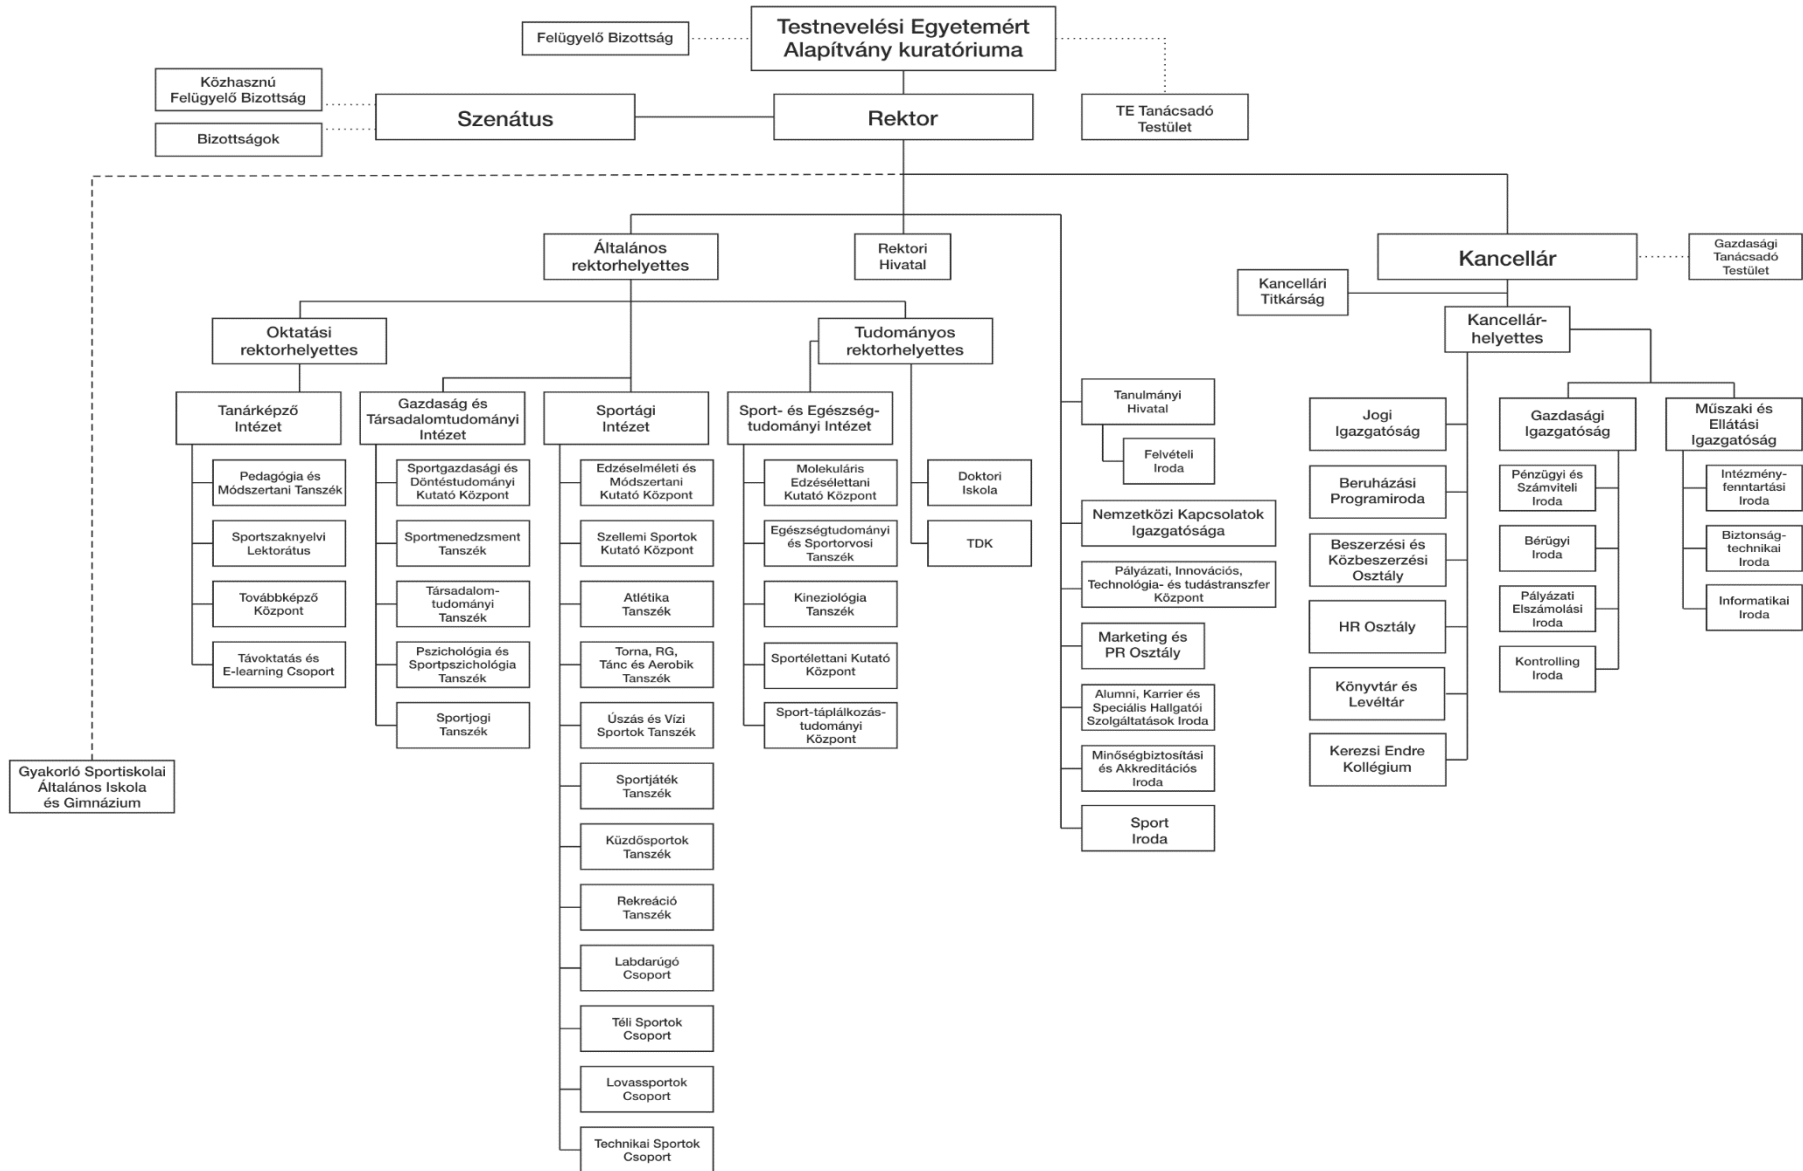 Testnevelési Egyetemért
Alapítvány kuratóriuma
Felügyelő Bizottság
Közhasznú
Felügyelő Bizottság
Bizottságok
Szenátus
Rektor
TE Tanácsadó
Testület
Általános
rektorhelyettes
Rektori
Hivatal
Kancellár
Gazdasági
Tanácsadó
Testület
Kancellári
Titkárság
Kancellár-
helyettes
Oktatási
rektorhelyettes
Tudományos
rektorhelyettes
Tanárképző
Intézet
Pedagógia és
Módszertani Tanszék
Sportszaknyelvi
Lektorátus
Továbbképző
Központ
Távoktatás és
E-learning Csoport
Gazdaság és
Társadalomtudományi
Intézet
Sportgazdasági és
Döntéstudományi
Kutató Központ
Sportmenedzsment
Tanszék
Társadalom-
tudományi
Tanszék
Pszichológia és
Sportpszichológia
Tanszék
Sportjogi
Tanszék
Sportági
Intézet
Edzéselméleti és
Módszertani
Kutató Központ
Szellemi Sportok
Kutató Központ
Atlétika
Tanszék
Torna, RG,
Tánc és Aerobik
Tanszék
Úszás és Vízi
Sportok Tanszék
Sportjáték
Tanszék
Küzdősportok
Tanszék
Rekreáció
Tanszék
Labdarúgó
Csoport
Téli Sportok
Csoport
Lovassportok
Csoport
Technikai Sportok
Csoport
Sport- és Egészség-
tudományi Intézet
Molekuláris
Edzésélettani
Kutató Központ
Egészségtudományi
és Sportorvosi
Tanszék
Kineziológia
Tanszék
Sportélettani Kutató
Központ
Sport-táplálkozás-
tudományi
Központ
Doktori
Iskola
TDK
Tanulmányi
Hivatal
Felvételi
Iroda
Nemzetközi Kapcsolatok
Igazgatósága
Pályázati, Innovációs,
Technológia- és tudástranszfer
Központ
Marketing és
PR Osztály
Alumni, Karrier és
Speciális Hallgatói
Szolgáltatások Iroda
Minőségbiztosítási
és Akkreditációs
Iroda
Sport
Iroda
Jogi
Igazgatóság
Beruházási
Programiroda
Beszerzési és
Közbeszerzési
Osztály
HR Osztály
Könyvtár és
Levéltár
Kerezsi Endre
Kollégium
Gazdasági
Igazgatóság
Pénzügyi és
Számviteli
Iroda
Bérügyi
Iroda
Pályázati
Elszámolási
Iroda
Kontrolling
Iroda
Műszaki és
Ellátási
Igazgatóság
Intézmény-
fenntartási
Iroda
Biztonság-
technikai
Iroda
Informatikai
Iroda
Gyakorló Sportiskolai
Általános Iskola
és Gimnázium